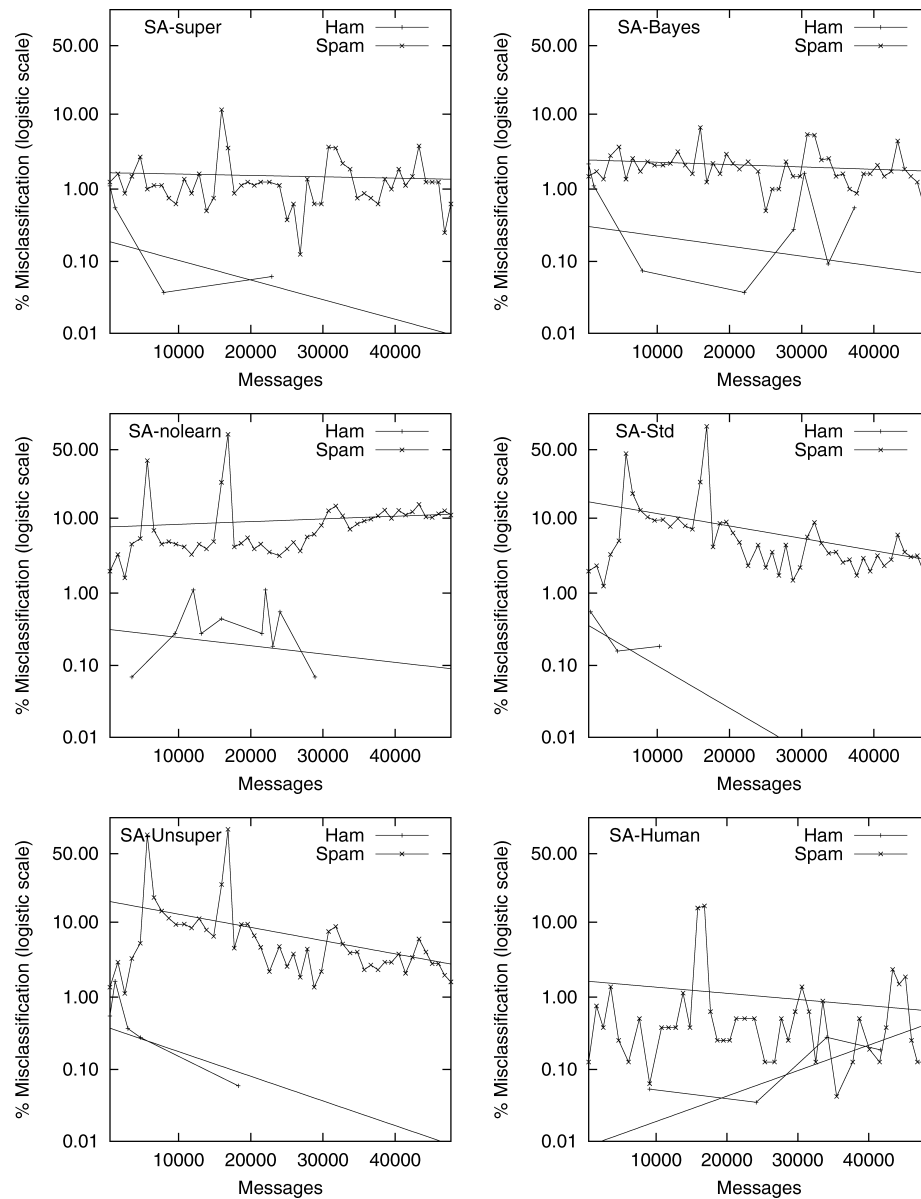 SA-super
Ham
Spam
% Misclassification (logistic scale)
50.00
10.00
1.00
0.10
0.01
10000 20000 30000 40000
Messages
SA-Bayes
Ham
Spam
% Misclassification (logistic scale)
50.00
10.00
1.00
0.10
0.01
10000 20000 30000 40000
Messages
SA-nolearn
Ham
Spam
% Misclassification (logistic scale)
50.00
10.00
1.00
0.10
0.01
10000 20000 30000 40000
Messages
SA-Std
Ham
Spam
% Misclassification (logistic scale)
50.00
10.00
1.00
0.10
0.01
10000 20000 30000 40000
Messages
SA-Unsuper
Ham
Spam
% Misclassification (logistic scale)
50.00
10.00
1.00
0.10
0.01
10000 20000 30000 40000
Messages
SA-Human
Ham
Spam
% Misclassification (logistic scale)
50.00
10.00
1.00
0.10
0.01
10000 20000 30000 40000
Messages